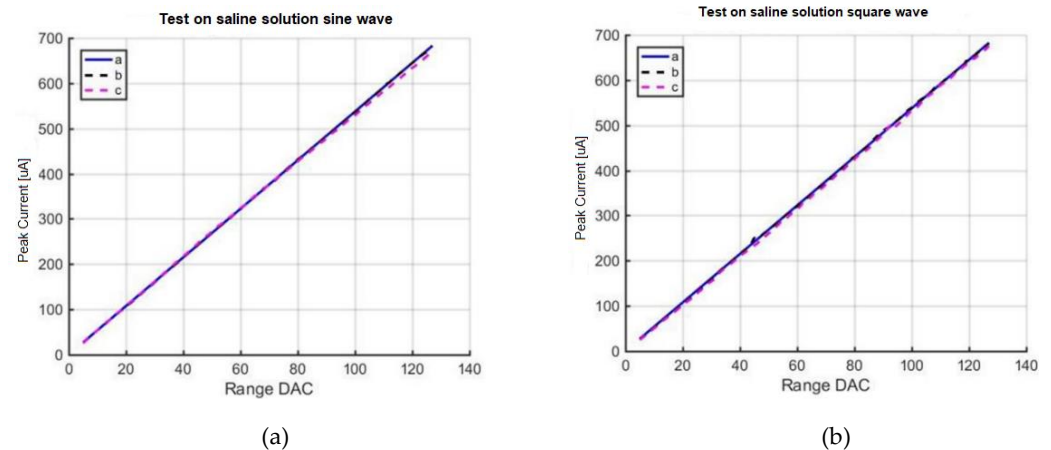 Test on saline solution sine wave
700
600
500
400
300
200
100
0
a
b
c
Peak Current [uA]
0 20 40 60 80 100 120 140
Range DAC
(a)
Test on saline solution square wave
700
600
500
400
300
200
100
0
a
b
c
Peak Current [uA]
0 20 40 60 80 100 120 140
Range DAC
(b)